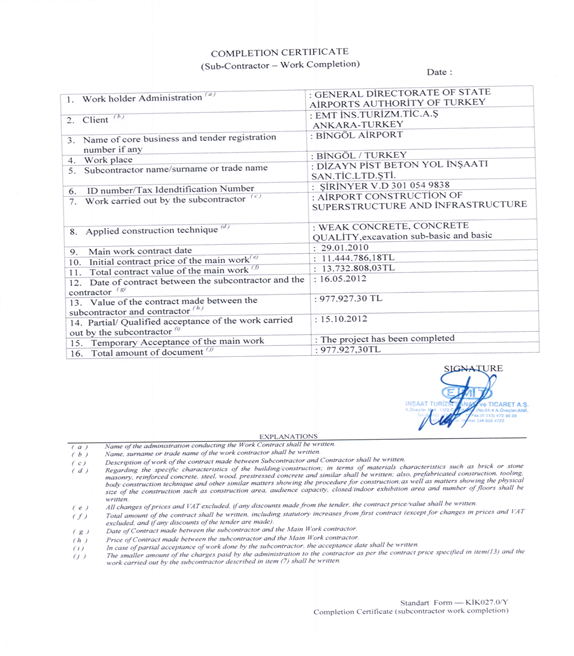 COMPLETION CERTIFICATE
(Sub-Contractor – Work Completion)
Date :
1. Work holder Administration (a) : GENERAL DİRECTORATE OF STATE
AİRPORTS AUTHORITY OF TURKEY
2. Client (b) : EMT İNS.TURİZM.TİC.A.Ş
ANKARA-TURKEY
3. Name of core business and tender registration : BİNGÖL AİRPORT
number if any
4. Work place : BİNGÖL / TURKEY
5. Subcontractor name/surname or trade name : DİZAYN PİST BETON YOL İNŞAATI
SAN.TİC.LTD.ŞTİ.
6. ID number/Tax Idendtification Number : ŞİRİNYER V.D 301 054 9838
7. Work carried out by the subcontractor (c) : AİRPORT CONSTRUCTION OF
SUPERSTRUCTURE AND İNFRASTRUCTURE
8. Applied construction technique (d) : WEAK CONCRETE, CONCRETE
QUALİTY,excavation sub-basic and basic
9. Main work contract date : 29.01.2010
10. Initial contract price of the main work(e) : 11.444.786,18TL
11. Total contract value of the main work (f) : 13.732.808,03TL
12. Date of contract between the subcontractor and the : 16.05.2012
contractor (g)
13. Value of the contract made between the : 977.927.30 TL
subcontractor and contractor (h)
14. Partial/ Qualified acceptance of the work carried : 15.10.2012
out by the subcontractor (i)
15. Temporary Acceptance of the main work : The project has been completed
16. Total amount of document (j) : 977.927,30TL
SIGNATURE
EMT
EXPLANATIONS
( a ) Name of the administration conducting the Work Contract shall be written.
( b ) Name, surname or trade name of the work contractor shall be written
( c ) Description of work of the contract made between Subcontractor and Contractor shall be written.
( d ) Regarding the specific characteristics of the building/construction; in terms of materials characteristics such as brick or stone
masonry, reinforced concrete, steel, wood, prestressed concrete and similar shall be written; also, prefabricated construction, tooling,
body construction technique and other similar matters showing the procedure for construction,as well as matters showing the physical
size of the construction such as construction area, audience capacity, closed/indoor exhibition area and number of floors shall be
written.
( e ) All changes of prices and VAT excluded, if any discounts made from the tender, the contract price/value shall be written.
( f ) Total amount of the contract shall be written, including statutory increases from first contract (except for changes in prices and VAT
excluded, and if any discounts of the tender are made).
( g ) Date of Contract made between the subcontractor and the Main Work contractor.
( h ) Price of Contract made between the subcontractor and the Main Work contractor.
( i ) In case of partial acceptance of work done by the subcontractor, the acceptance date shall be written.
( j ) The smaller amount of the charges paid by the administration to the contractor as per the contract price specified in item(13) and the
work carried out by the subcontractor described in item (7) shall be written.
Standart Form — KİK027.0/Y
Completion Certificate (subcontractor work completion)